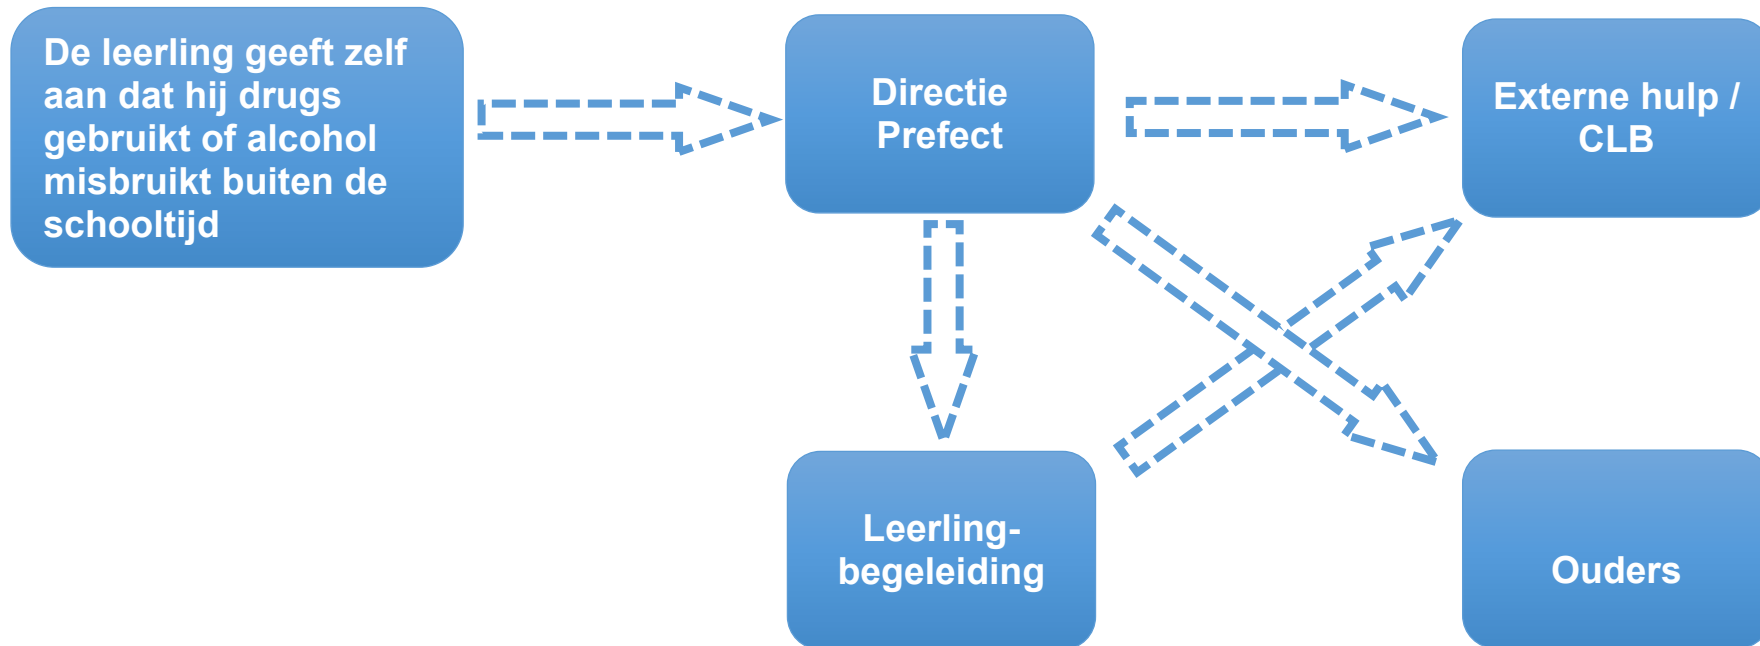 De leerling geeft zelf
aan dat hij drugs
gebruikt of alcohol
misbruikt buiten de
schooltijd
Directie
Prefect
Externe hulp /
CLB
Leerling-
begeleiding
Ouders